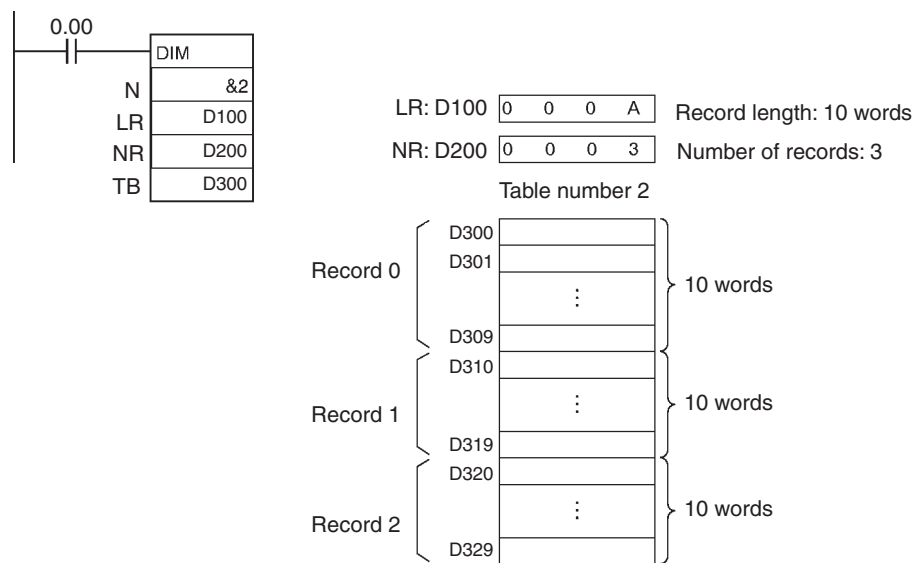 0.00
DIM
N &2
LR D100
NR D200
TB D300
LR: D100 0 0 0 A Record length: 10 words
NR: D200 0 0 0 3 Number of records: 3
Table number 2
Record 0
D300
D301
⋮
D309
10 words
Record 1
D310
⋮
D319
10 words
Record 2
D320
⋮
D329
10 words